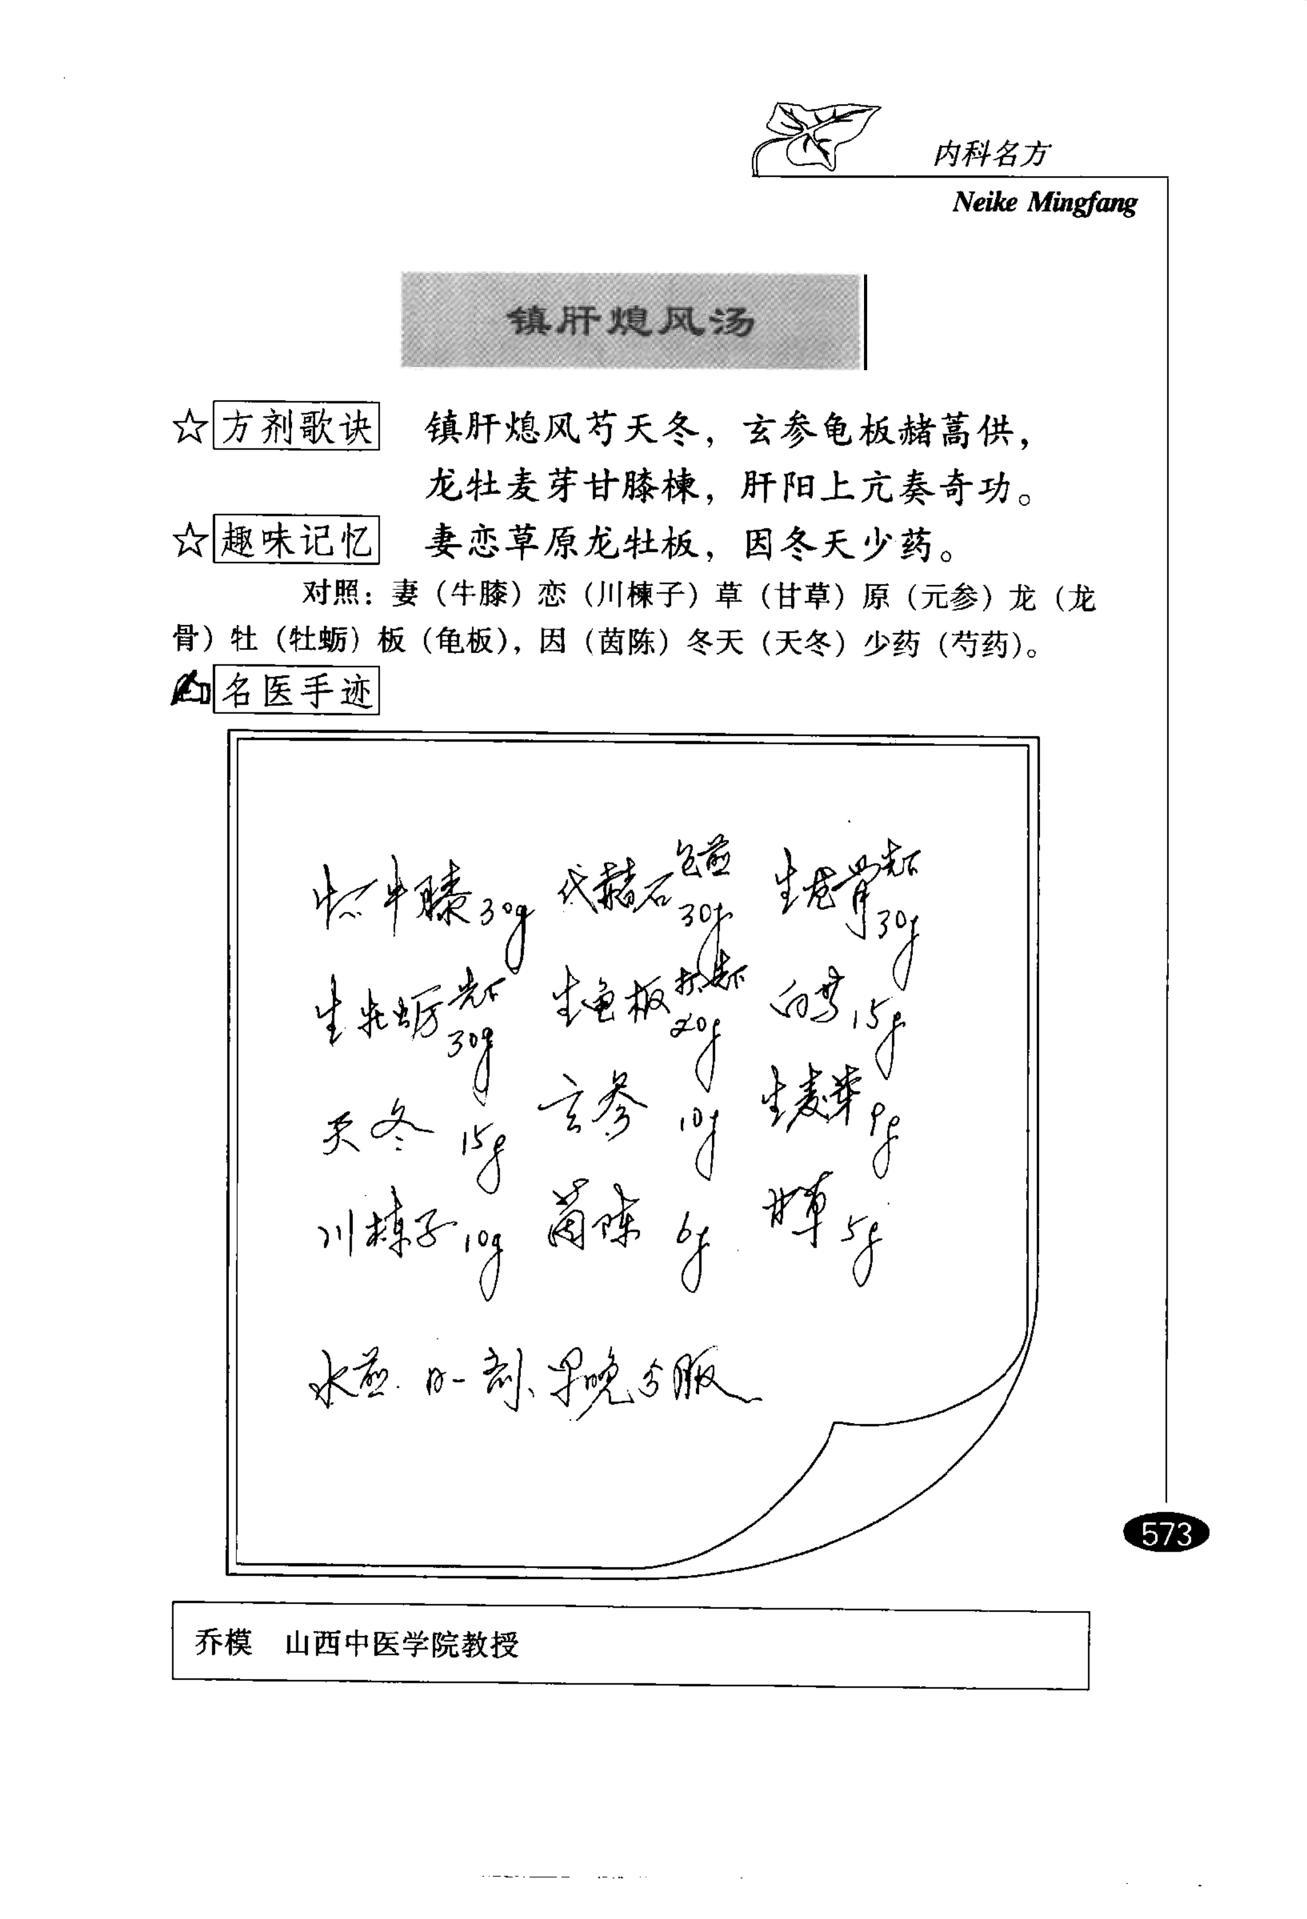 内科名方
Neike Mingfang
镇肝熄风汤
☆方剂歌诀 镇肝熄风芍天冬，玄参龟板赭蒿供，
龙牡麦芽甘膝楝，肝阳上亢奏奇功。
☆趣味记忆 妻恋草原龙牡板，因冬天少药。
对照：妻（牛膝）恋（川楝子）草（甘草）原（元参）龙（龙
骨）牡（牡蛎）板（龟板），因（茵陈）冬天（天冬）少药（芍药）。
名医手迹
牛膝30g 代赭石包煎30g 生龙骨先下30g
生牡蛎先下30g 生龟板先下20g 白芍15g
天冬15g 玄参10g 生麦芽9g
川楝子10g 茵陈6g 甘草5g
水煎.日一剂、早晚分服
573
乔模 山西中医学院教授